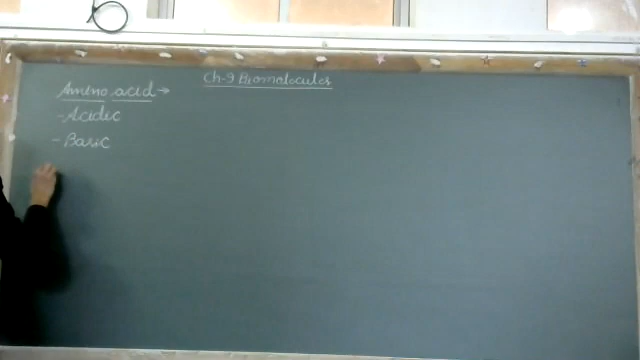 Ch-9 Biomolecules
Amino acid →
- Acidic
- Basic